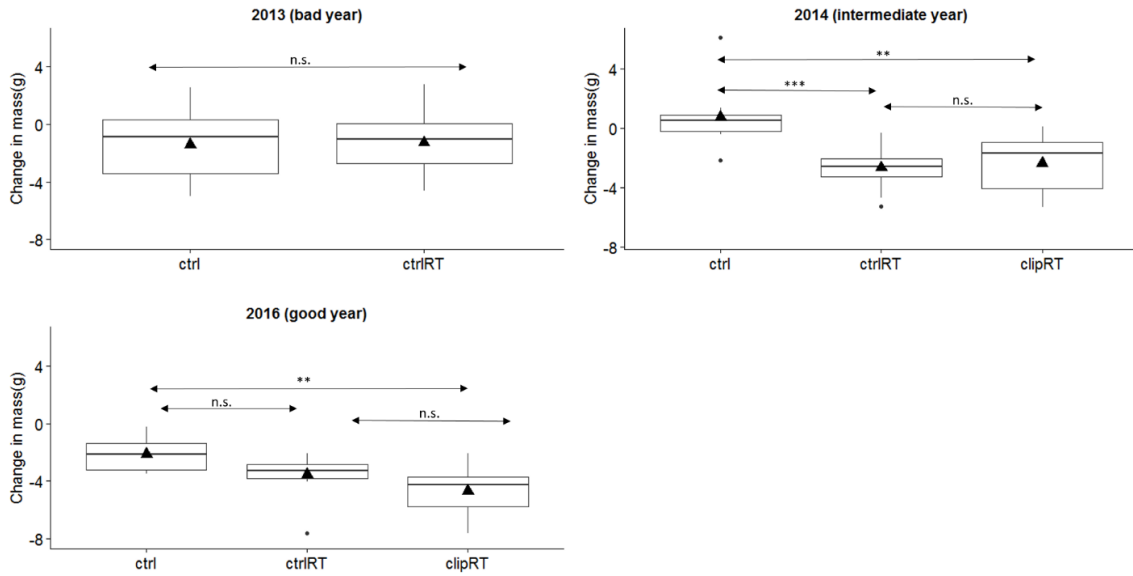 2013 (bad year)
Change in mass(g)
4
0
-4
-8
n.s.
ctrl
ctrlRT
2014 (intermediate year)
Change in mass(g)
4
0
-4
-8
**
***
n.s.
ctrl
ctrlRT
clipRT
2016 (good year)
Change in mass(g)
4
0
-4
-8
**
n.s.
n.s.
ctrl
ctrlRT
clipRT